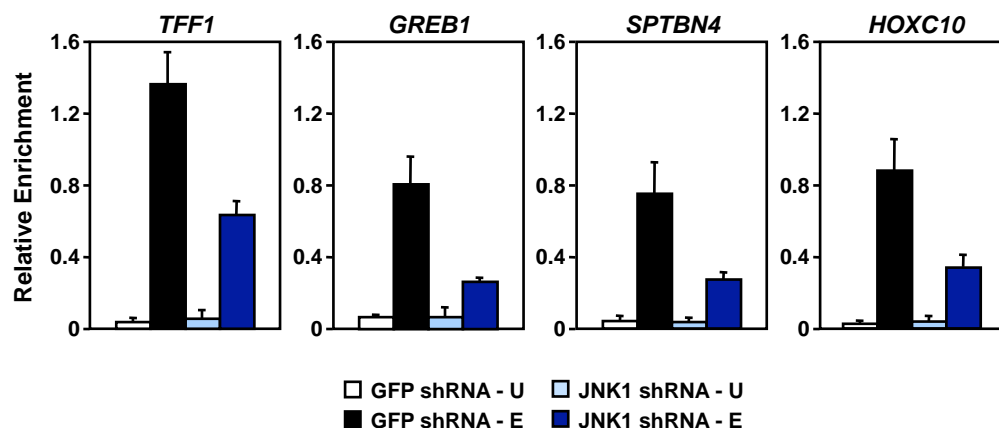 TFF1 GREB1 SPTBN4 HOXC10
Relative Enrichment
1.6 1.6 1.6 1.6
1.2 1.2 1.2 1.2
0.8 0.8 0.8 0.8
0.4 0.4 0.4 0.4
0 0 0 0
GFP shRNA - U JNK1 shRNA - U
GFP shRNA - E JNK1 shRNA - E